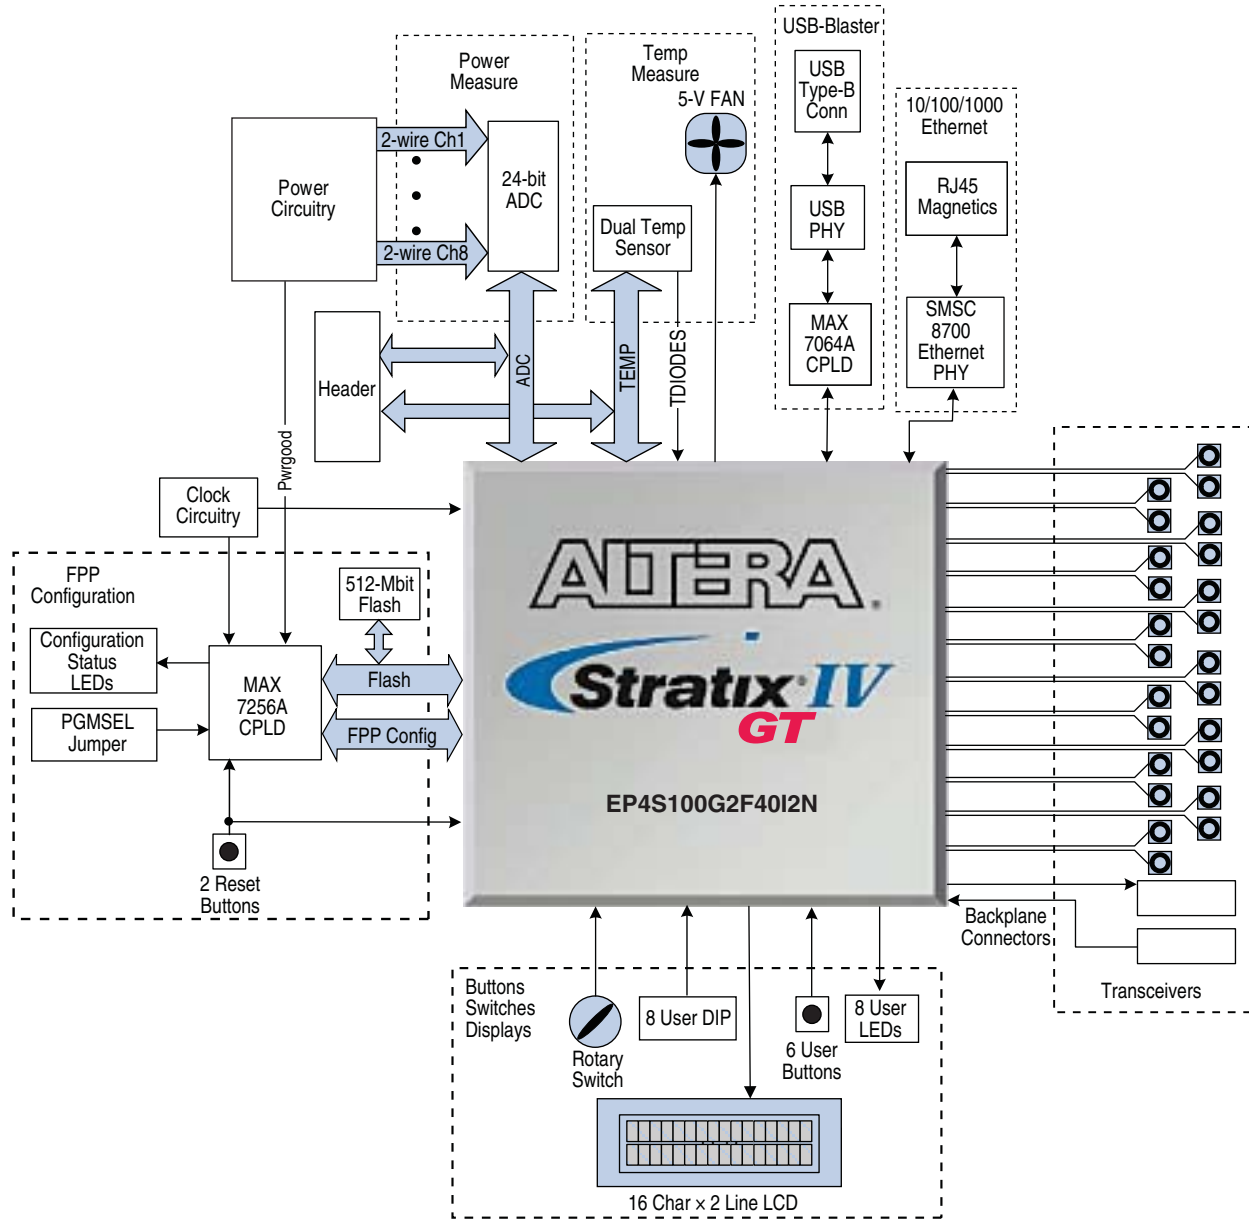 USB-Blaster
Power
Measure
Temp
Measure
5-V FAN
USB
Type-B
Conn
10/100/1000
Ethernet
2-wire Ch1
Power
Circuitry
24-bit
ADC
2-wire Ch8
Dual Temp
Sensor
USB
PHY
RJ45
Magnetics
MAX
7064A
CPLD
SMSC
8700
Ethernet
PHY
Header
ADC
TEMP
TDIODES
Pwrgood
Clock
Circuitry
FPP
Configuration
512-Mbit
Flash
Configuration
Status
LEDs
MAX
7256A
CPLD
Flash
PGMSEL
Jumper
FPP Config
2 Reset
Buttons
ALTERA.
Stratix IV
GT
EP4S100G2F40I2N
Backplane
Connectors
Transceivers
Buttons
Switches
Displays
Rotary
Switch
8 User DIP
6 User
Buttons
8 User
LEDs
16 Char × 2 Line LCD